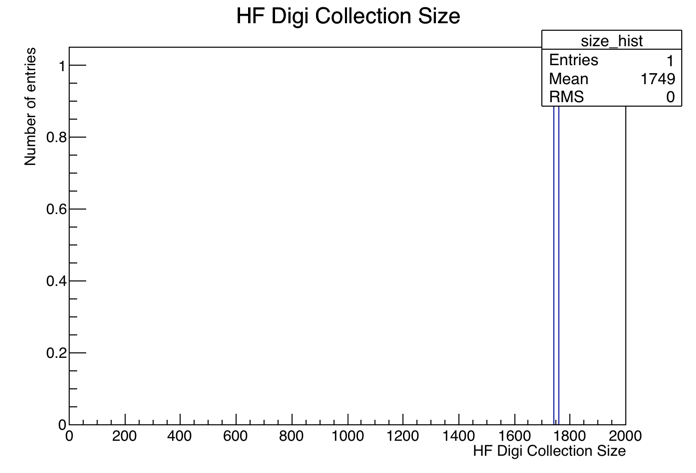 HF Digi Collection Size
size_hist
Entries 1
Mean 1749
RMS 0
Number of entries
1
0.8
0.6
0.4
0.2
0
0 200 400 600 800 1000 1200 1400 1600 1800 2000
HF Digi Collection Size